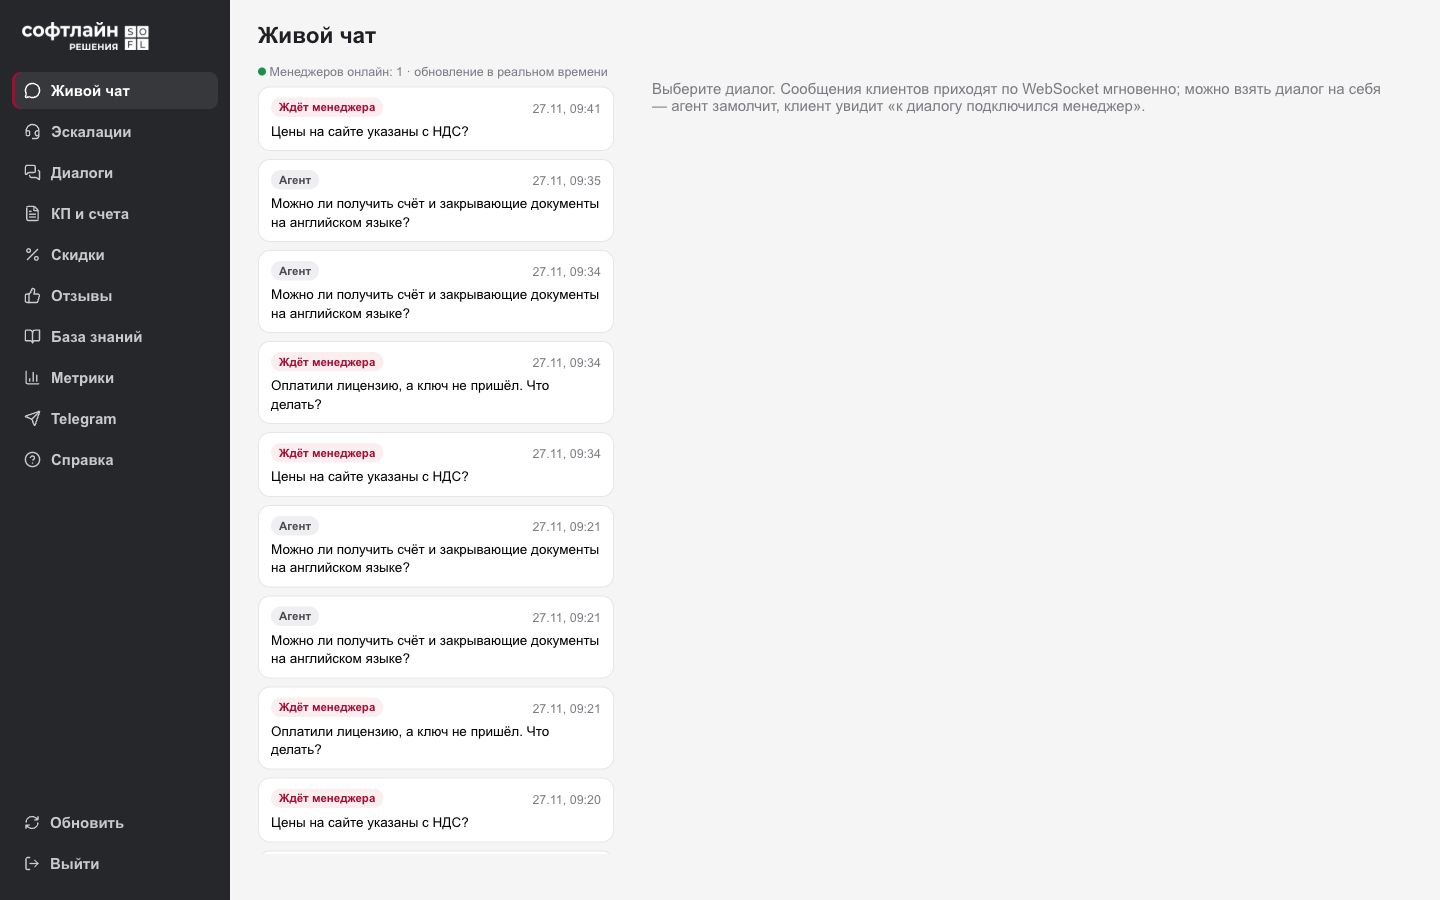 софтлайн
РЕШЕНИЯ
S O
F L
Живой чат
Эскалации
Диалоги
КП и счета
Скидки
Отзывы
База знаний
Метрики
Telegram
Справка
Обновить
Выйти
Живой чат
Менеджеров онлайн: 1 · обновление в реальном времени
Ждёт менеджера 27.11, 09:41
Цены на сайте указаны с НДС?
Агент 27.11, 09:35
Можно ли получить счёт и закрывающие документы
на английском языке?
Агент 27.11, 09:34
Можно ли получить счёт и закрывающие документы
на английском языке?
Ждёт менеджера 27.11, 09:34
Оплатили лицензию, а ключ не пришёл. Что
делать?
Ждёт менеджера 27.11, 09:34
Цены на сайте указаны с НДС?
Агент 27.11, 09:21
Можно ли получить счёт и закрывающие документы
на английском языке?
Агент 27.11, 09:21
Можно ли получить счёт и закрывающие документы
на английском языке?
Ждёт менеджера 27.11, 09:21
Оплатили лицензию, а ключ не пришёл. Что
делать?
Ждёт менеджера 27.11, 09:20
Цены на сайте указаны с НДС?
Выберите диалог. Сообщения клиентов приходят по WebSocket мгновенно; можно взять диалог на себя
— агент замолчит, клиент увидит «к диалогу подключился менеджер».